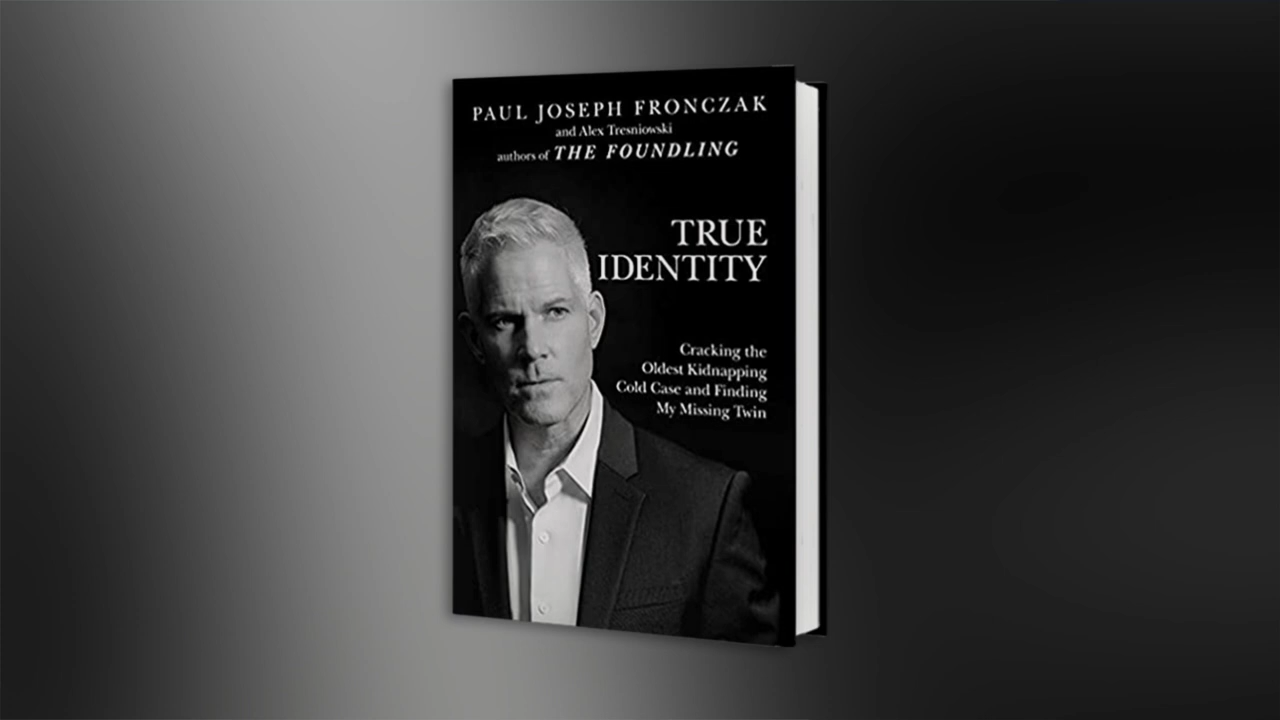 PAUL JOSEPH FRONCZAK
and Alex Tresniowski
authors of THE FOUNDLING
TRUE
IDENTITY
Cracking the
Oldest Kidnapping
Cold Case and Finding
My Missing Twin